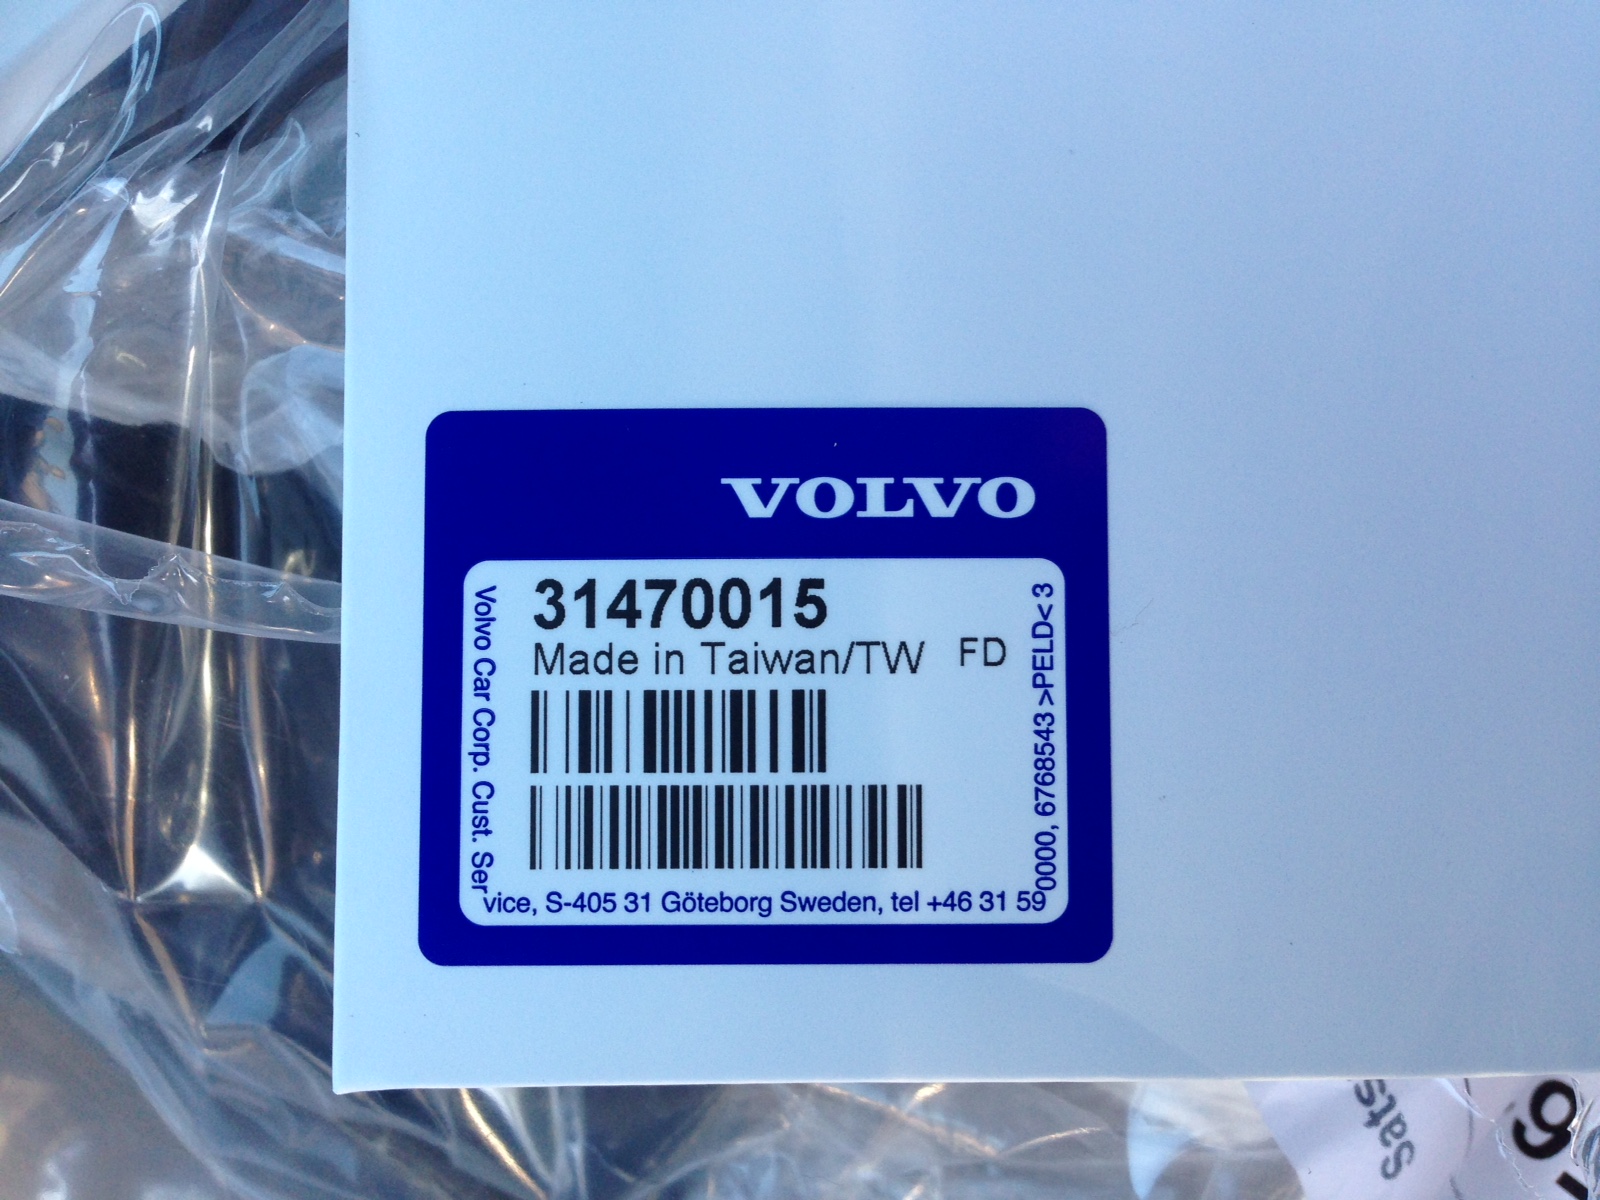 VOLVO
31470015
Made in Taiwan/TW FD
Volvo Car Corp. Cust. Service, S-405 31 Göteborg Sweden, tel +46 31 590000, 6768543 >PELD< 3
Sats